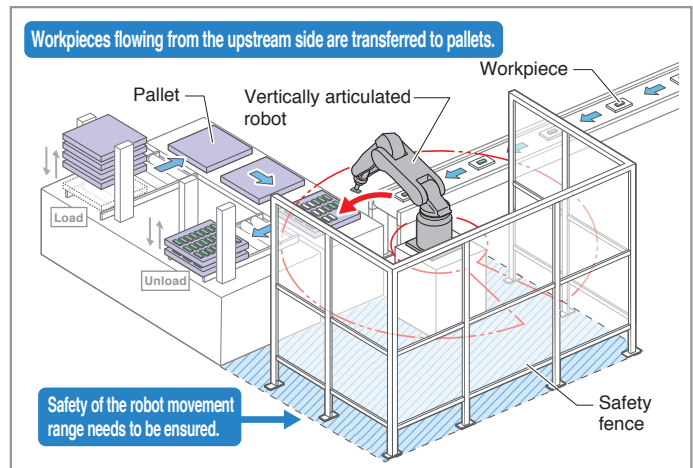 Workpieces flowing from the upstream side are transferred to pallets.
Workpiece
Pallet
Vertically articulated
robot
Load
Unload
Safety of the robot movement
range needs to be ensured.
Safety
fence